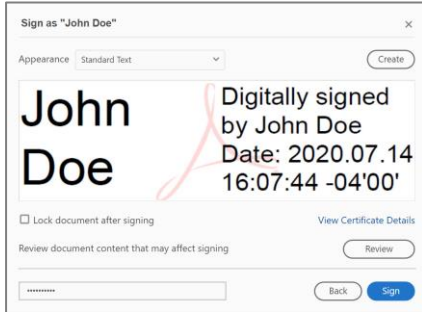 Sign as "John Doe"
×
Appearance Standard Text Create
John Doe
Digitally signed
by John Doe
Date: 2020.07.14
16:07:44 -04'00'
Lock document after signing View Certificate Details
Review document content that may affect signing Review
•••••••••• Back Sign